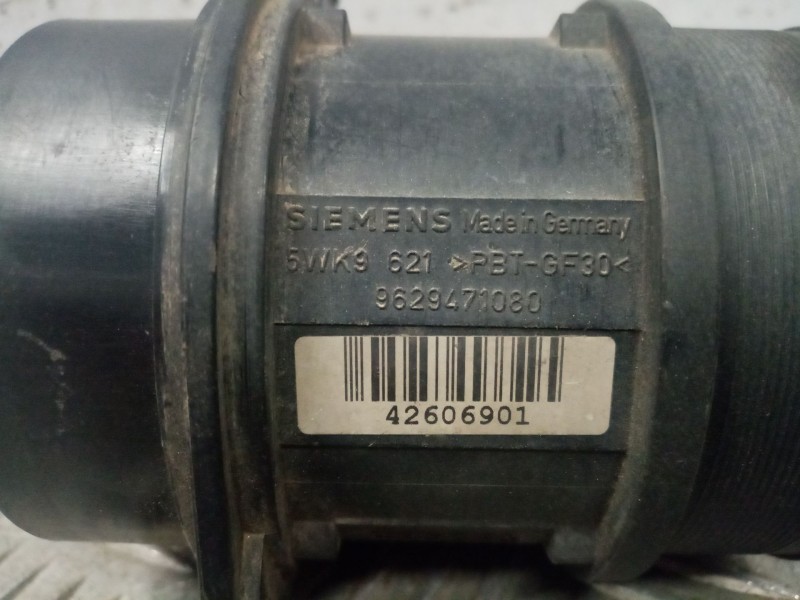 SIEMENS Made in Germany
5WK9 621 >PBT-GF30<
9629471080
42606901